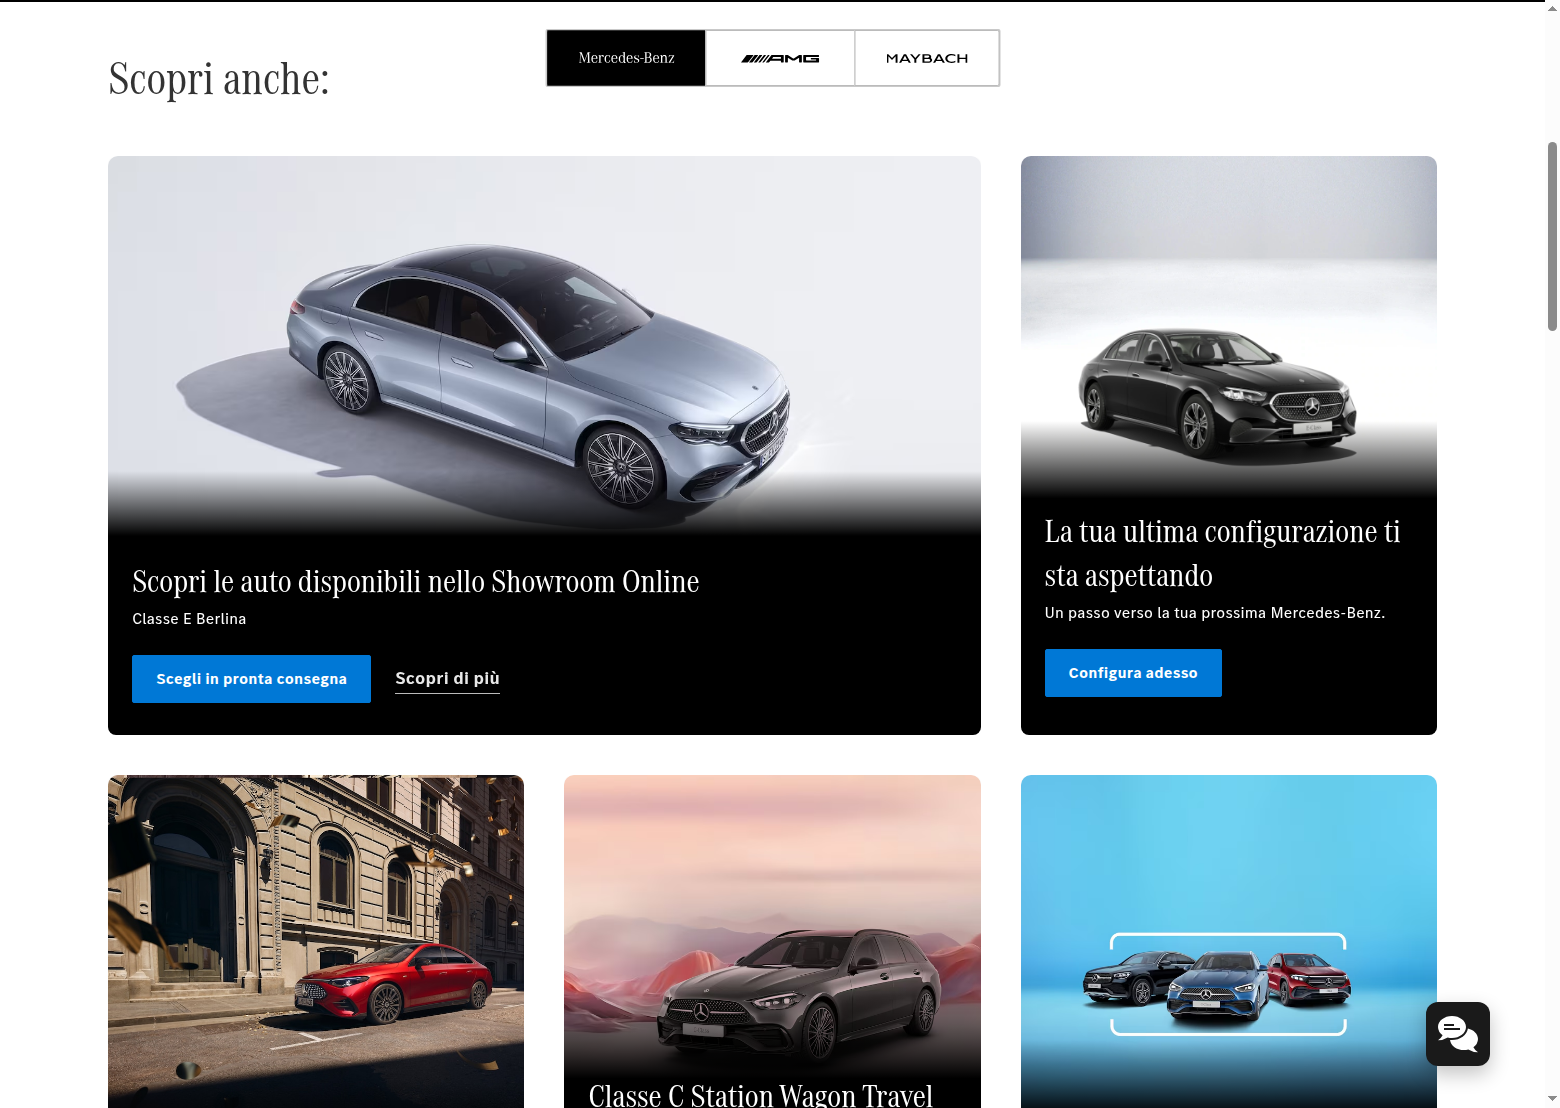 Scopri anche:
Mercedes-Benz
AMG
MAYBACH
Scopri le auto disponibili nello Showroom Online
Classe E Berlina
Scegli in pronta consegna
Scopri di più
La tua ultima configurazione ti
sta aspettando
Un passo verso la tua prossima Mercedes-Benz.
Configura adesso
Classe C Station Wagon Travel